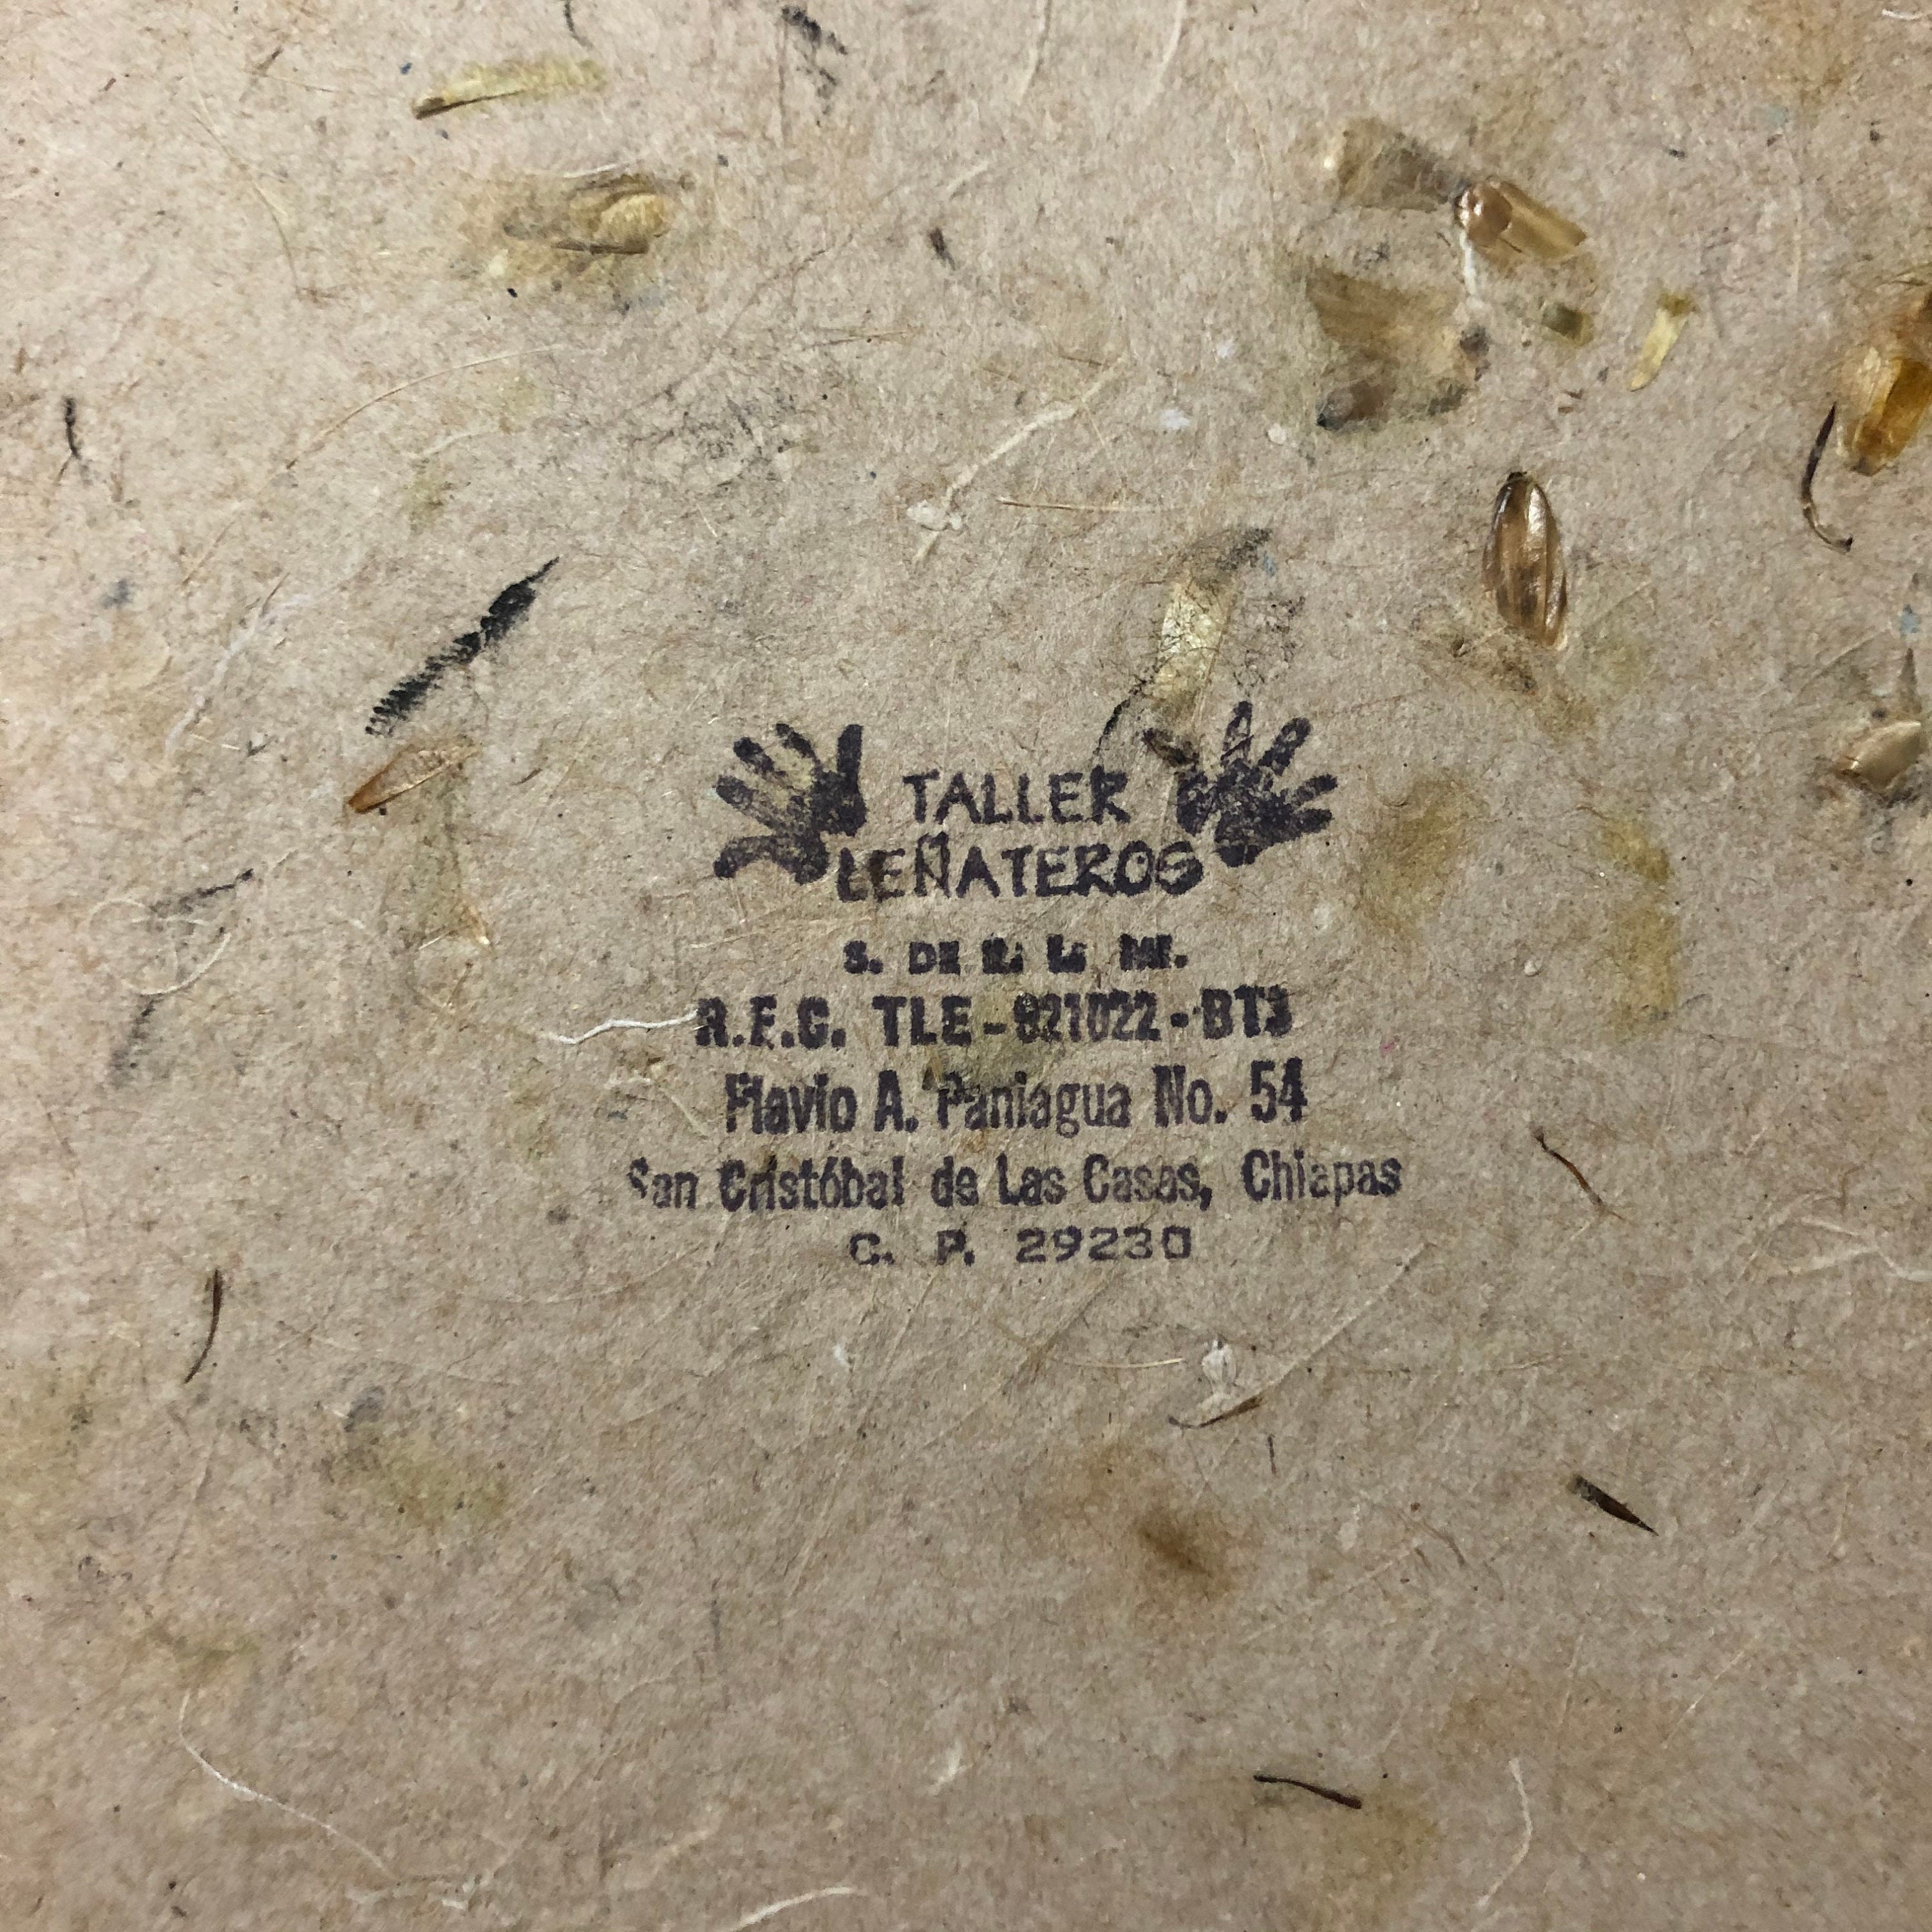 TALLER
LEÑATEROS
S. DE R. L. MI.
R.F.C. TLE-921022-BT3
Flavio A. Paniagua No. 54
San Cristóbal de Las Casas, Chiapas
C. P. 29230